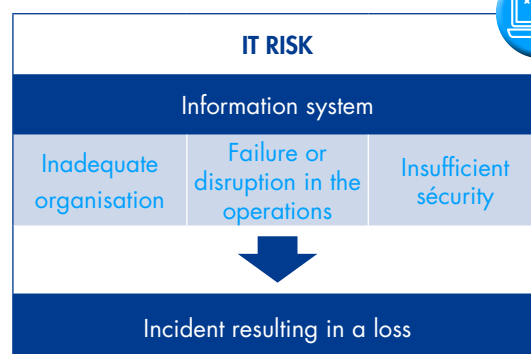 IT RISK
Information system
Inadequate
organisation
Failure or
disruption in the
operations
Insufficient
sécurity
Incident resulting in a loss